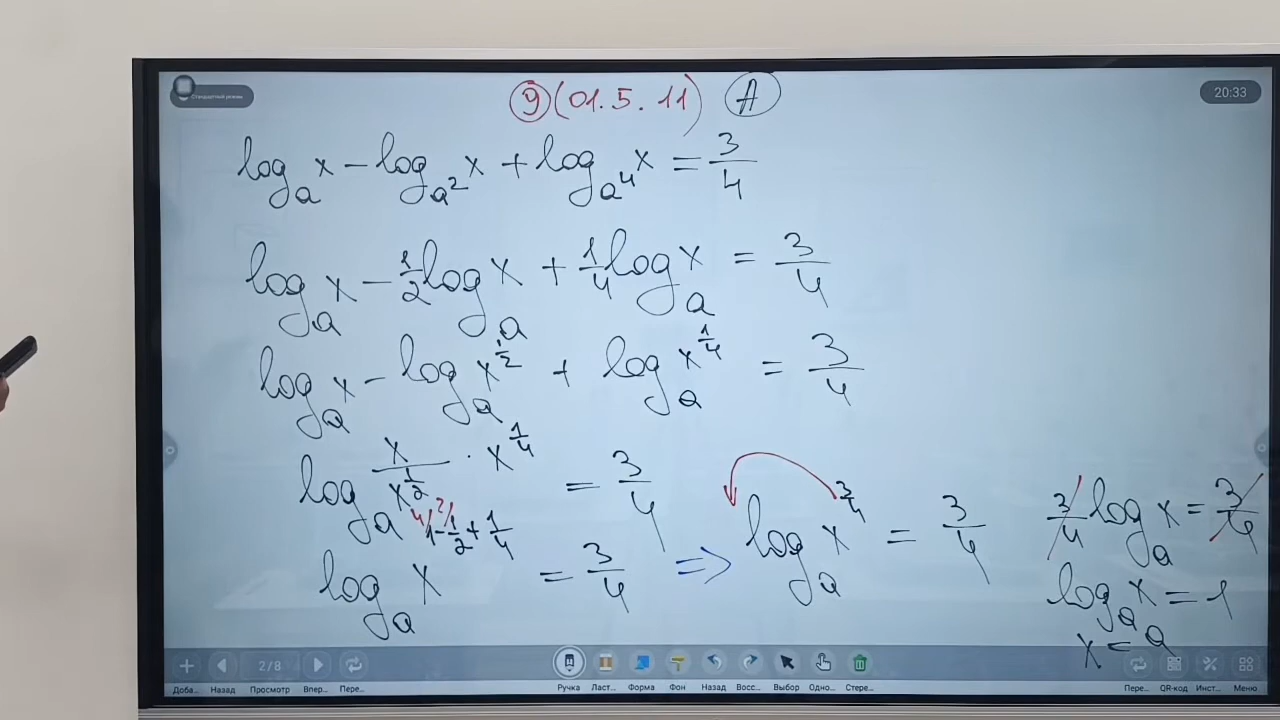 Стандартный режим
20:33
9 (01.5.11) A
log_a x − log_{a²} x + log_{a⁴} x = 3/4
log_a x − 1/2 log_a x + 1/4 log_a x = 3/4
log_a x − log_a x^{1/2} + log_a x^{1/4} = 3/4
log_a x/x^{1/2} · x^{1/4} = 3/4
4/ 2/
log_a x^{1−1/2+1/4} = 3/4 => log_a x^{3/4} = 3/4
3/4 log_a x = 3/4
log_a x = 1
x = a
2/8
Доба... Назад Просмотр Впер... Пере... Ручка Ласт... Форма Фон Назад Восс... Выбор Одно... Стере... Пере... QR-код Инст... Меню